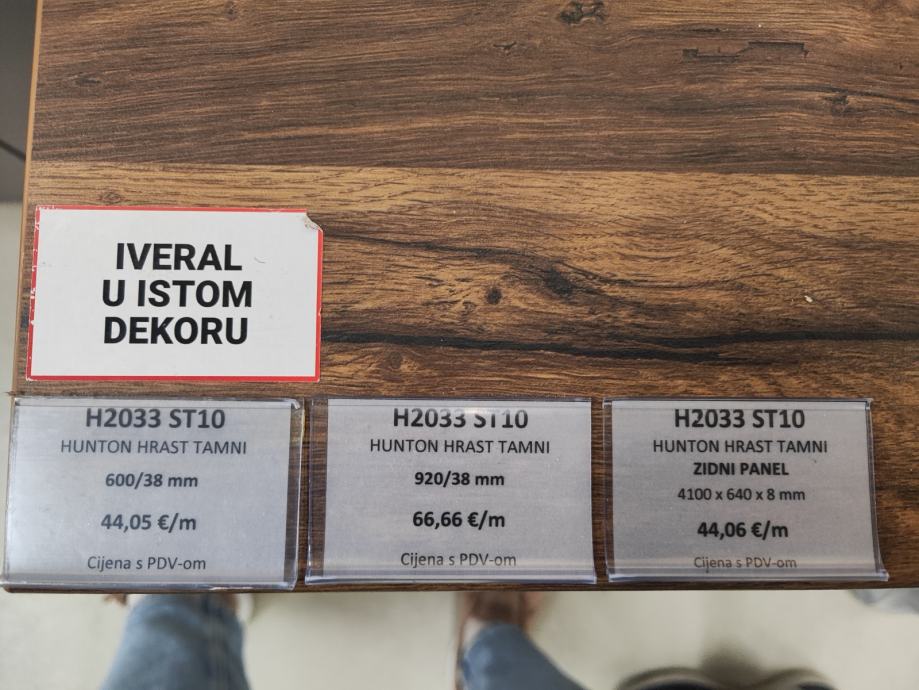 IVERAL
U ISTOM
DEKORU
H2033 ST10
HUNTON HRAST TAMNI
600/38 mm
44,05 €/m
Cijena s PDV-om
H2033 ST10
HUNTON HRAST TAMNI
920/38 mm
66,66 €/m
Cijena s PDV-om
H2033 ST10
HUNTON HRAST TAMNI
ZIDNI PANEL
4100 x 640 x 8 mm
44,06 €/m
Cijena s PDV-om